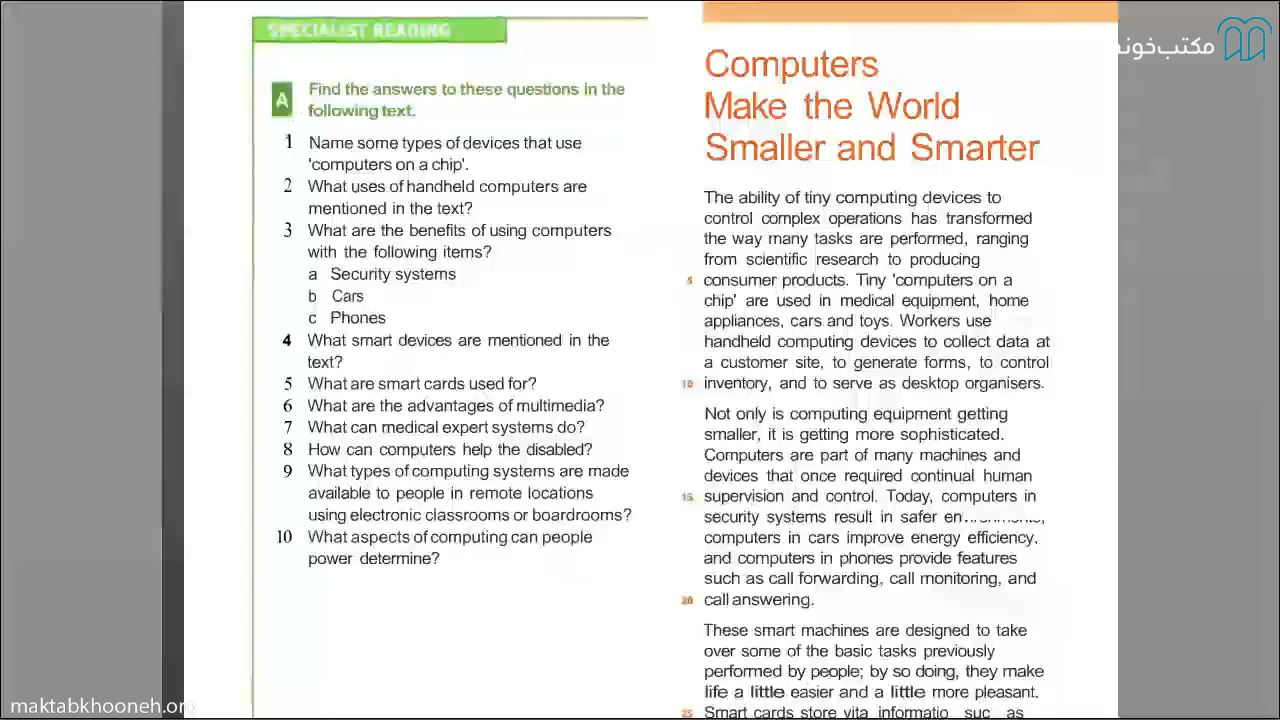 SPECIALIST READING
A
Find the answers to these questions in the
following text.
1 Name some types of devices that use
'computers on a chip'.
2 What uses of handheld computers are
mentioned in the text?
3 What are the benefits of using computers
with the following items?
a Security systems
b Cars
c Phones
4 What smart devices are mentioned in the
text?
5 What are smart cards used for?
6 What are the advantages of multimedia?
7 What can medical expert systems do?
8 How can computers help the disabled?
9 What types of computing systems are made
available to people in remote locations
using electronic classrooms or boardrooms?
10 What aspects of computing can people
power determine?
Computers
Make the World
Smaller and Smarter
The ability of tiny computing devices to
control complex operations has transformed
the way many tasks are performed, ranging
from scientific research to producing
5 consumer products. Tiny 'computers on a
chip' are used in medical equipment, home
appliances, cars and toys. Workers use
handheld computing devices to collect data at
a customer site, to generate forms, to control
10 inventory, and to serve as desktop organisers.
Not only is computing equipment getting
smaller, it is getting more sophisticated.
Computers are part of many machines and
devices that once required continual human
15 supervision and control. Today, computers in
security systems result in safer
computers in cars improve energy efficiency,
and computers in phones provide features
such as call forwarding, call monitoring, and
20 call answering.
These smart machines are designed to take
over some of the basic tasks previously
performed by people; by so doing, they make
life a little easier and a little more pleasant.
25 Smart cards store as
مکتب‌خونه
maktabkhooneh.org